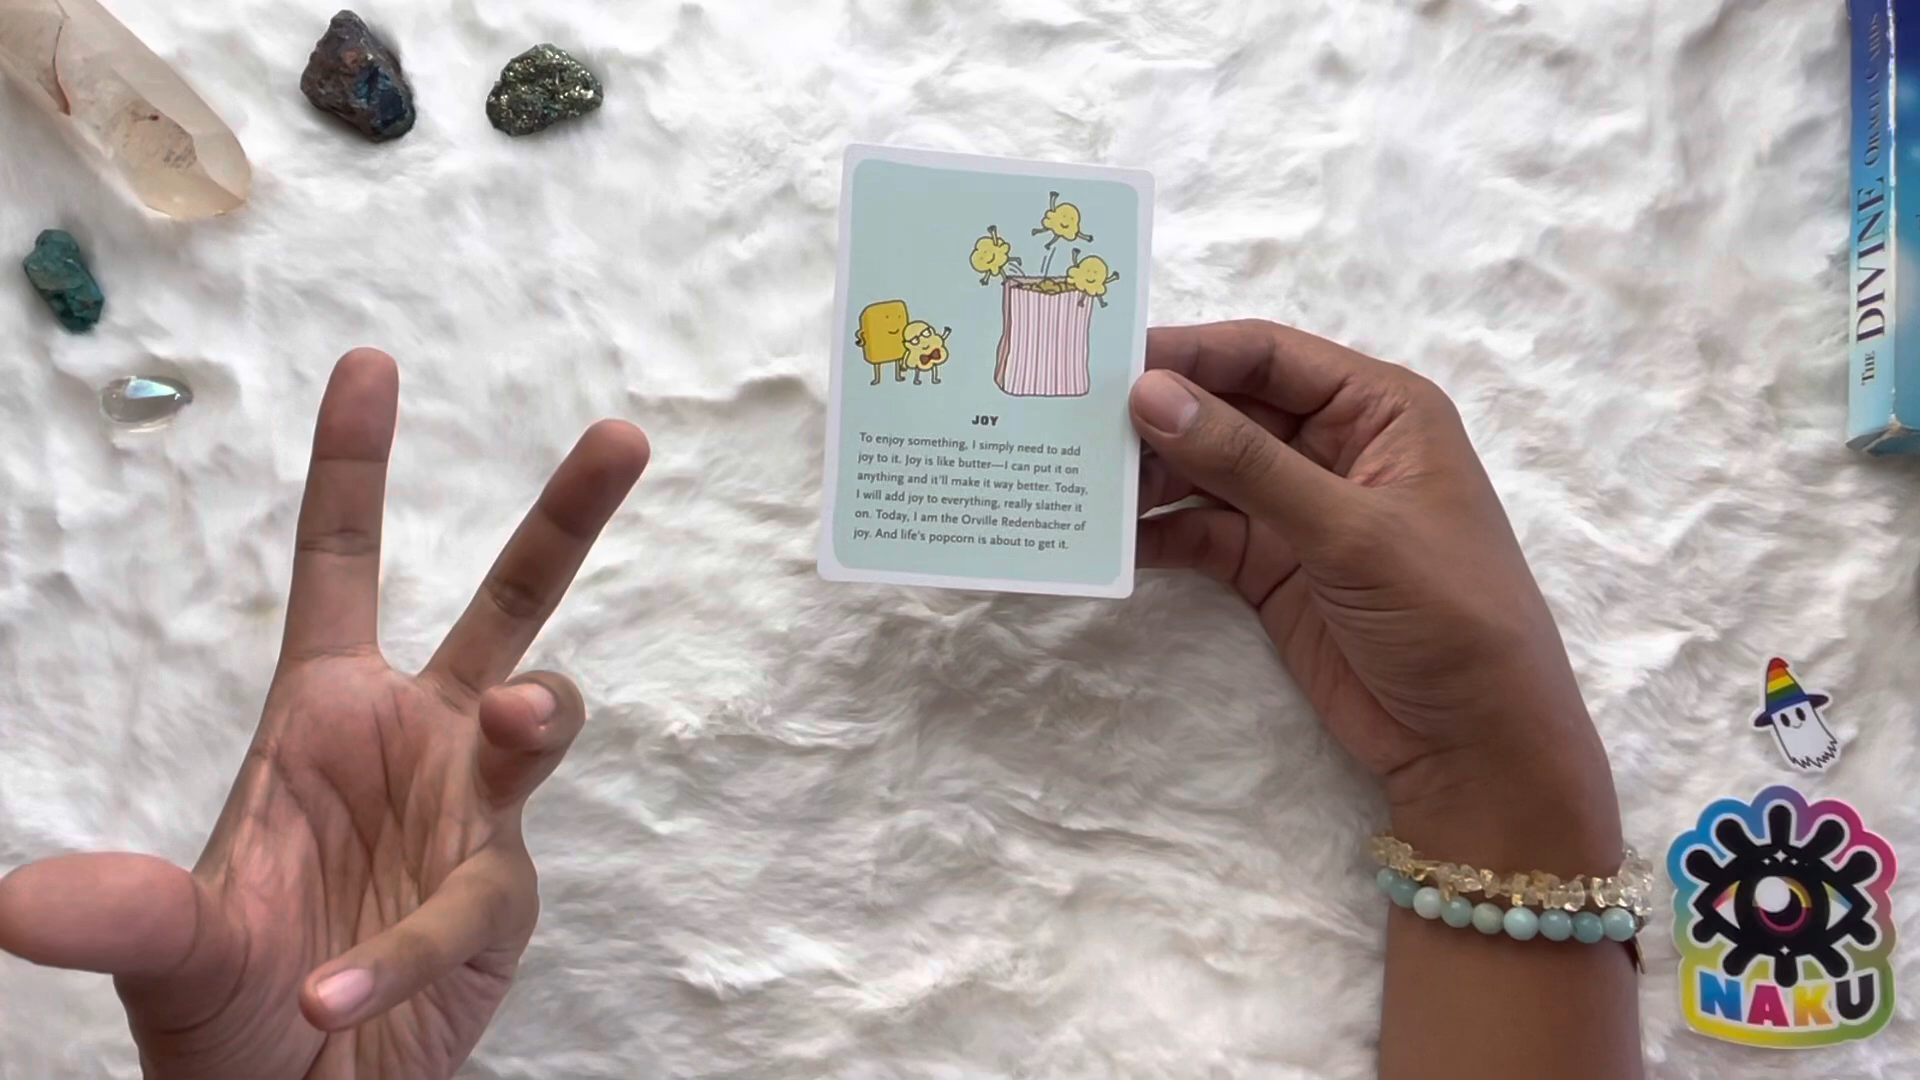 JOY
To enjoy something, I simply need to add
joy to it. Joy is like butter—I can put it on
anything and it'll make it way better. Today,
I will add joy to everything, really slather it
on. Today, I am the Orville Redenbacher of
joy. And life's popcorn is about to get it.
THE DIVINE ORACLE CARDS
NAKU